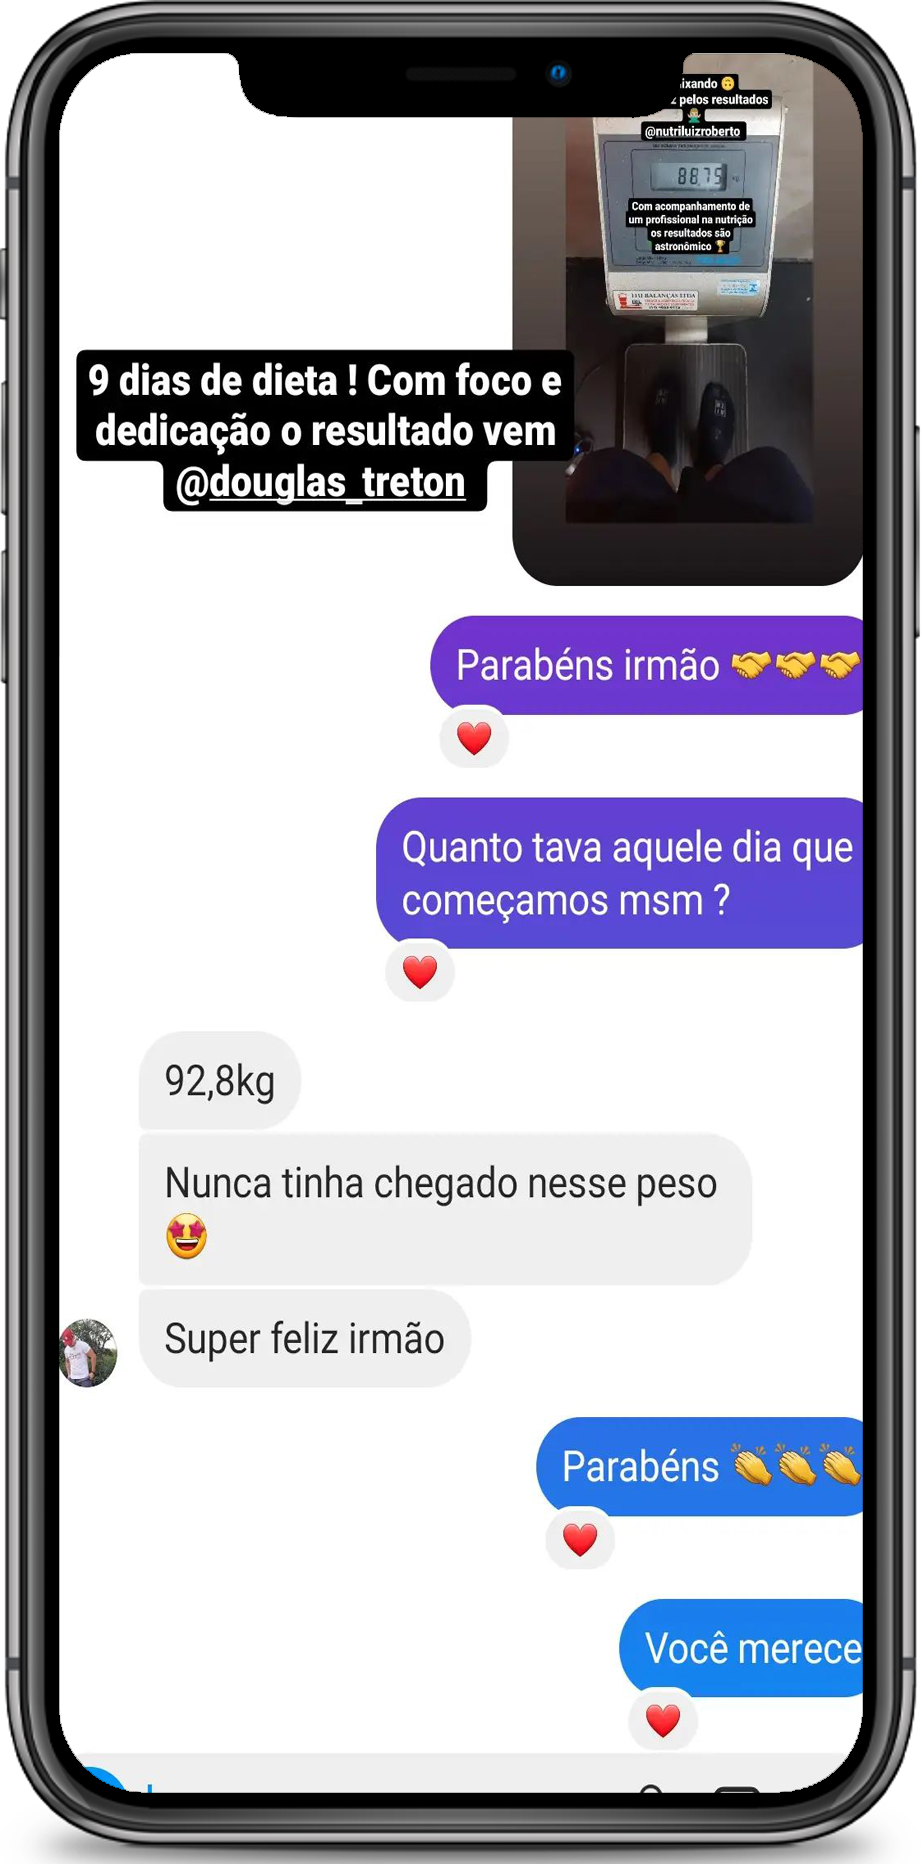 ixando 🙃
z pelos resultados
🤷🏼‍♂️
@nutriluizroberto
88.75
Com acompanhamento de
um profissional na nutrição
os resultados são
astronômico 🏆
BALANÇAS LTDA
9 dias de dieta ! Com foco e
dedicação o resultado vem
@douglas_treton
Parabéns irmão 🤝🤝🤝
❤️
Quanto tava aquele dia que
começamos msm ?
❤️
92,8kg
Nunca tinha chegado nesse peso
🤩
Super feliz irmão
Parabéns 👏👏👏
❤️
Você merece
❤️